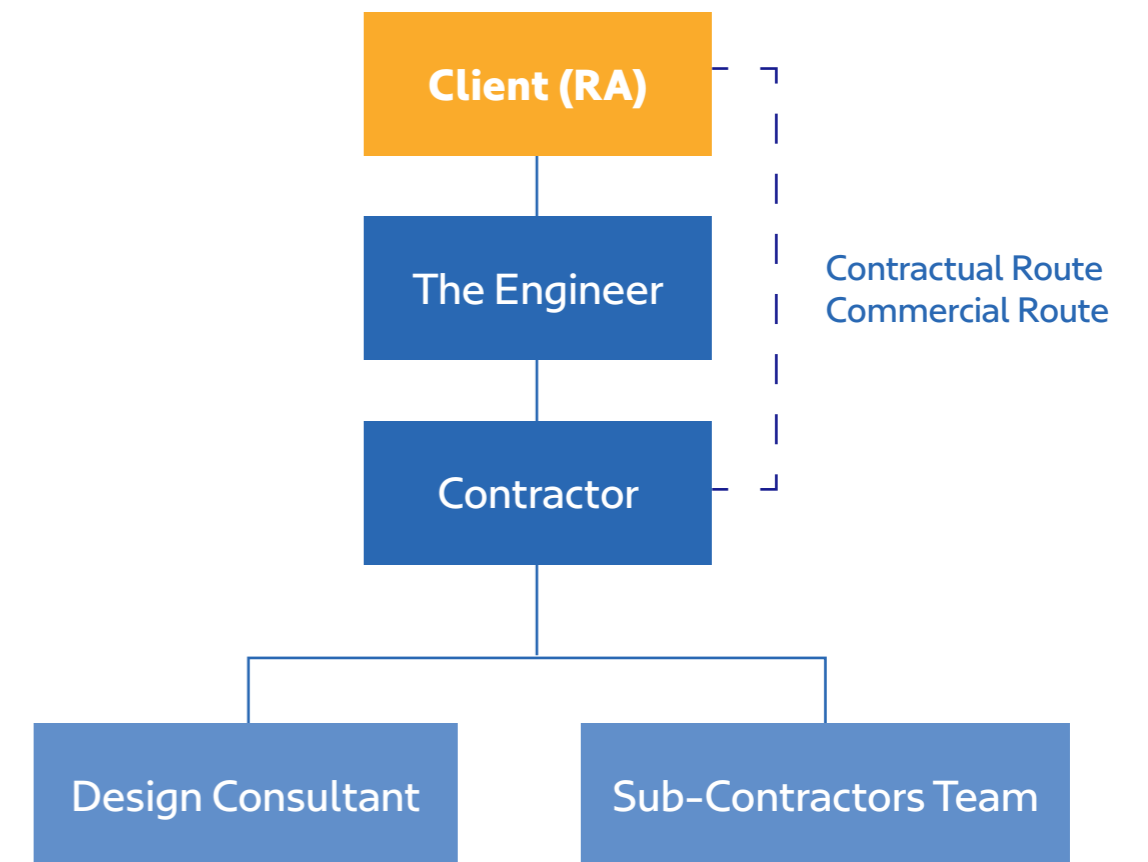 Client (RA)
The Engineer
Contractual Route
Commercial Route
Contractor
Design Consultant
Sub-Contractors Team